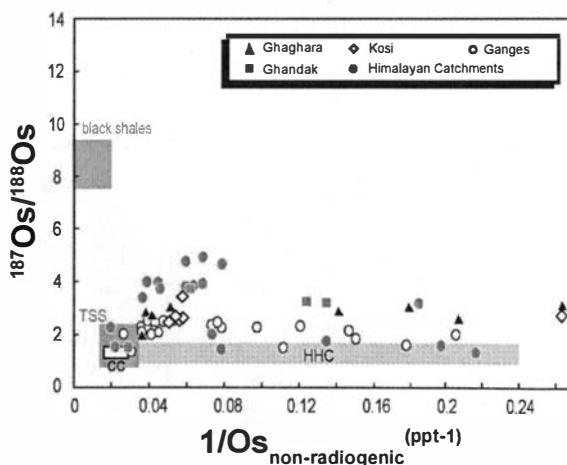 14
12
10
8
6
4
2
0
187Os/188Os
Ghaghara Kosi Ganges
Ghandak Himalayan Catchments
black shales
TSS
CC
HHC
0 0.04 0.08 0.12 0.16 0.20 0.24
1/Os non-radiogenic (ppt-1)